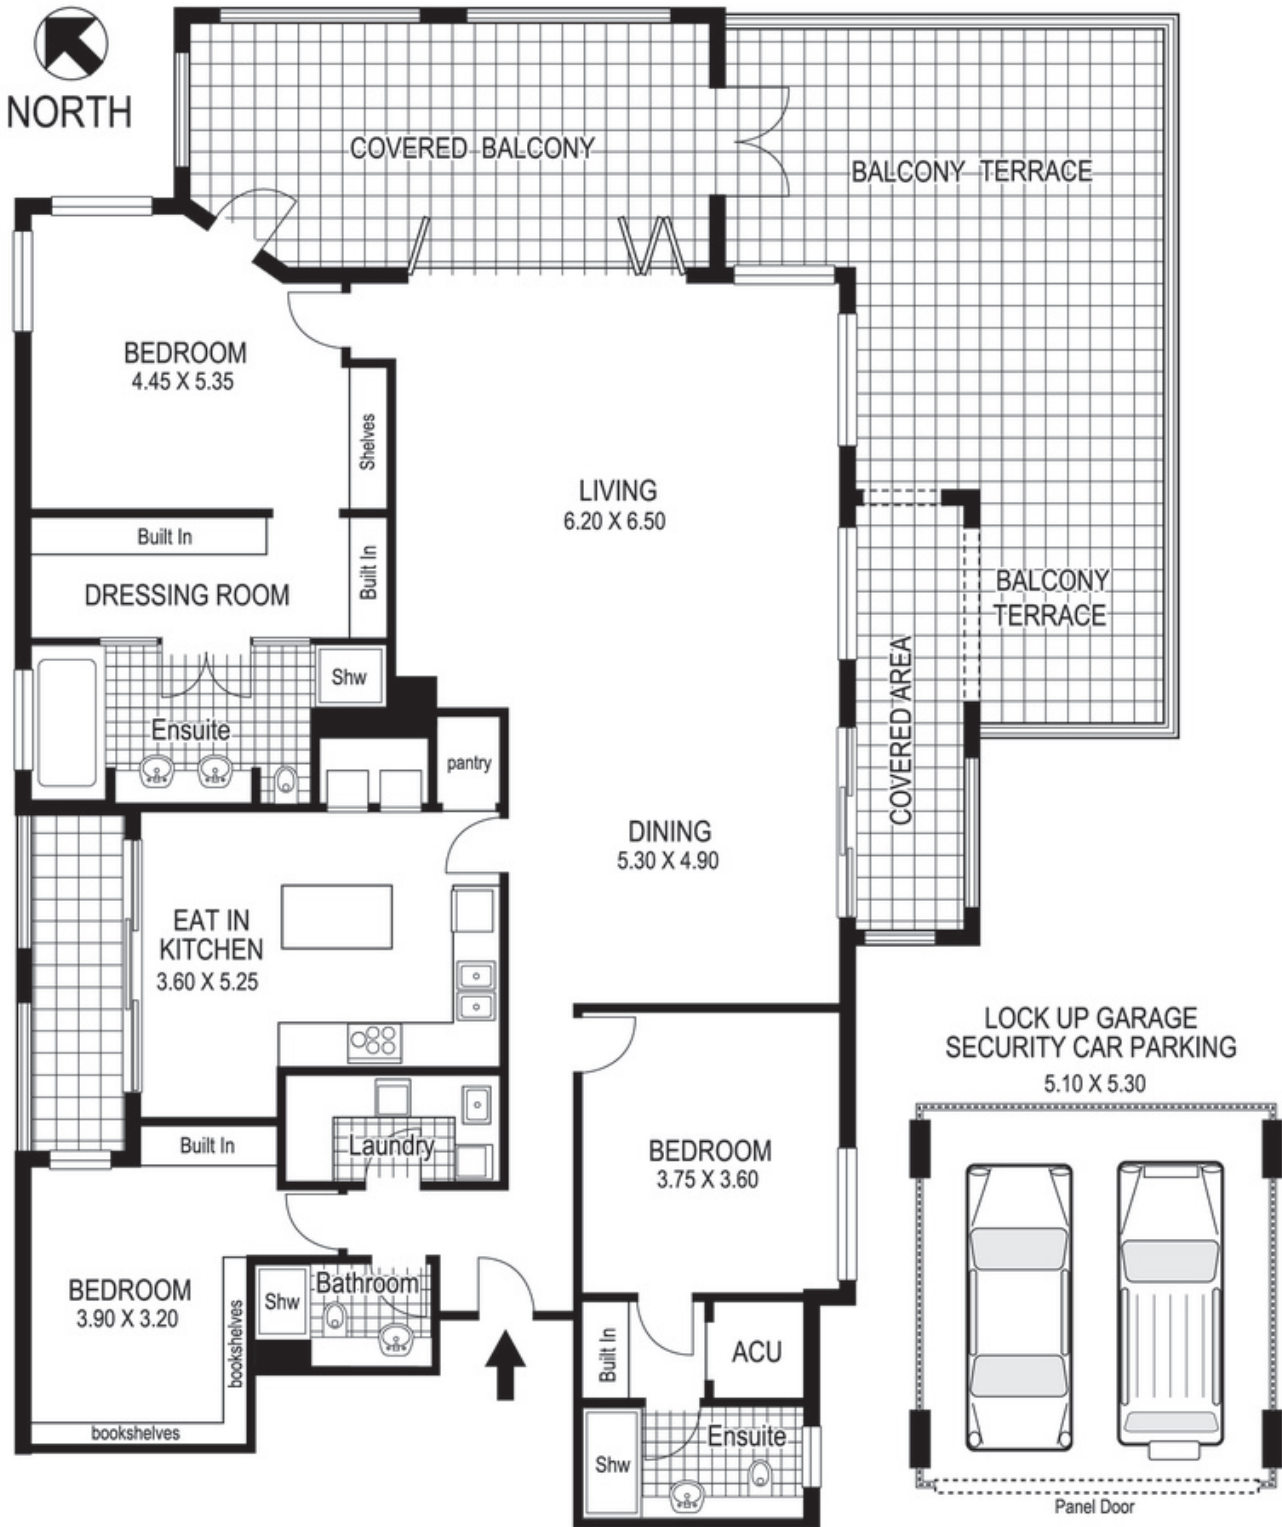 NORTH
COVERED BALCONY
BALCONY TERRACE
BEDROOM
4.45 X 5.35
Shelves
LIVING
6.20 X 6.50
Built In
Built In
DRESSING ROOM
BALCONY
TERRACE
COVERED AREA
Shw
Ensuite
pantry
DINING
5.30 X 4.90
EAT IN
KITCHEN
3.60 X 5.25
LOCK UP GARAGE
SECURITY CAR PARKING
5.10 X 5.30
Built In
Laundry
BEDROOM
3.75 X 3.60
BEDROOM
3.90 X 3.20
Shw
Bathroom
bookshelves
bookshelves
Built In
ACU
Ensuite
Shw
Panel Door